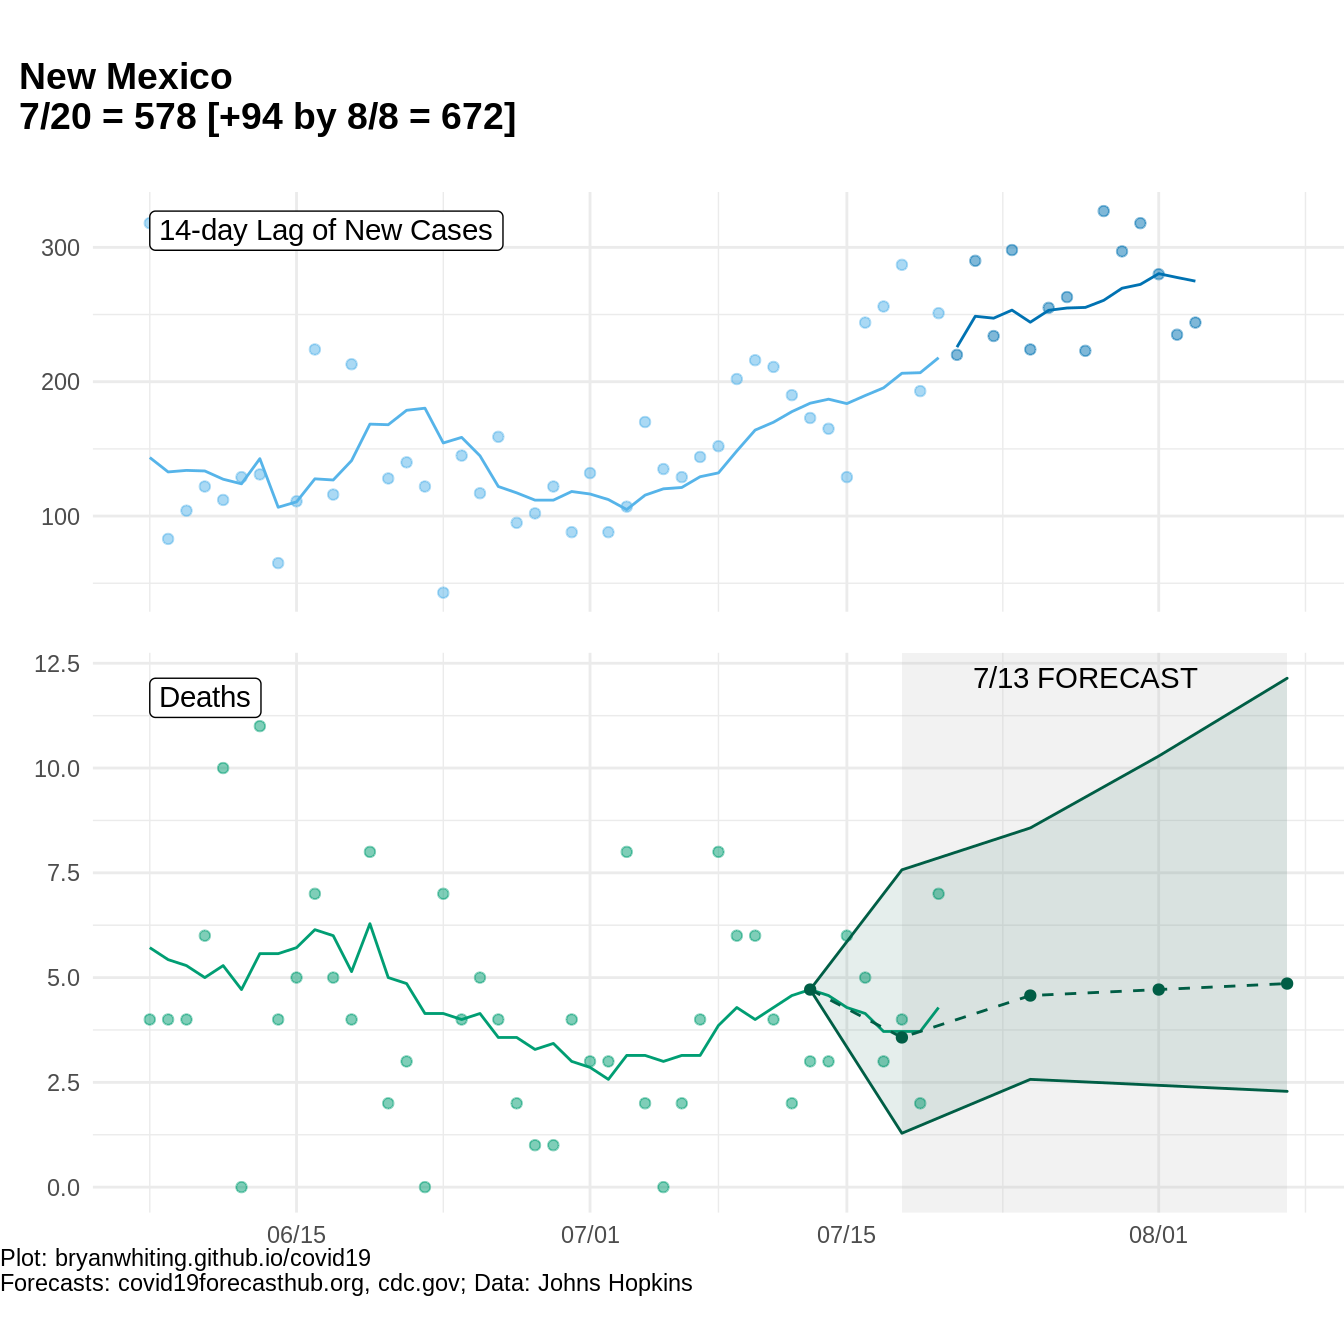 New Mexico
7/20 = 578 [+94 by 8/8 = 672]
14-day Lag of New Cases
300
200
100
12.5
7/13 FORECAST
Deaths
10.0
7.5
5.0
2.5
0.0
06/15 07/01 07/15 08/01
Plot: bryanwhiting.github.io/covid19
Forecasts: covid19forecasthub.org, cdc.gov; Data: Johns Hopkins